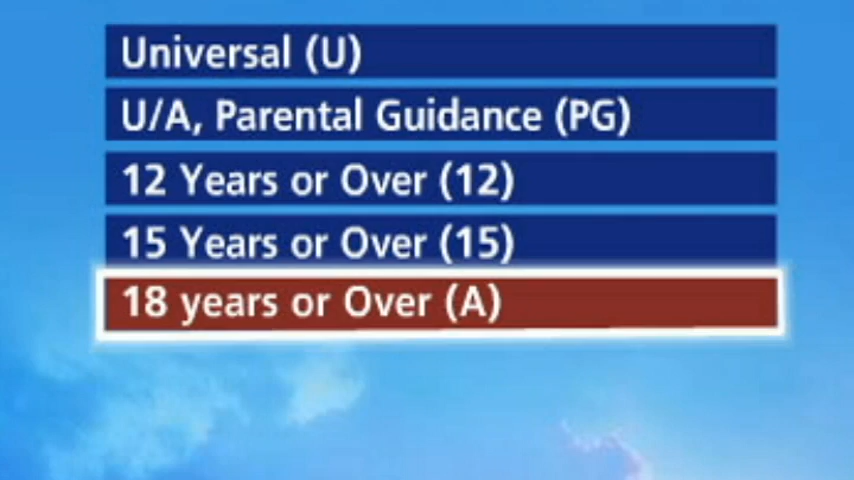 Universal (U)
U/A, Parental Guidance (PG)
12 Years or Over (12)
15 Years or Over (15)
18 years or Over (A)